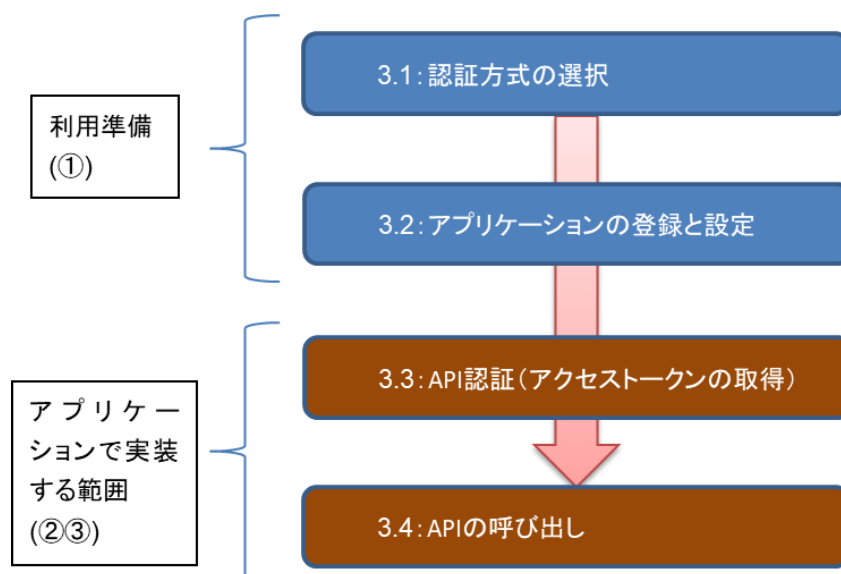 3.1：認証方式の選択
利用準備
(①)
3.2：アプリケーションの登録と設定
3.3：API認証（アクセストークンの取得）
アプリケー
ションで実装
する範囲
(②③)
3.4：APIの呼び出し